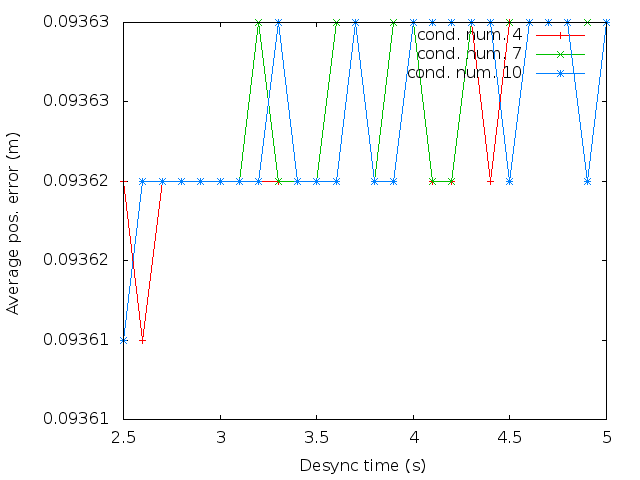 0.09363
cond. num. 4
cond. num. 7
cond. num. 10
0.09363
0.09362
0.09362
0.09361
0.09361
Average pos. error (m)
2.5 3 3.5 4 4.5 5
Desync time (s)